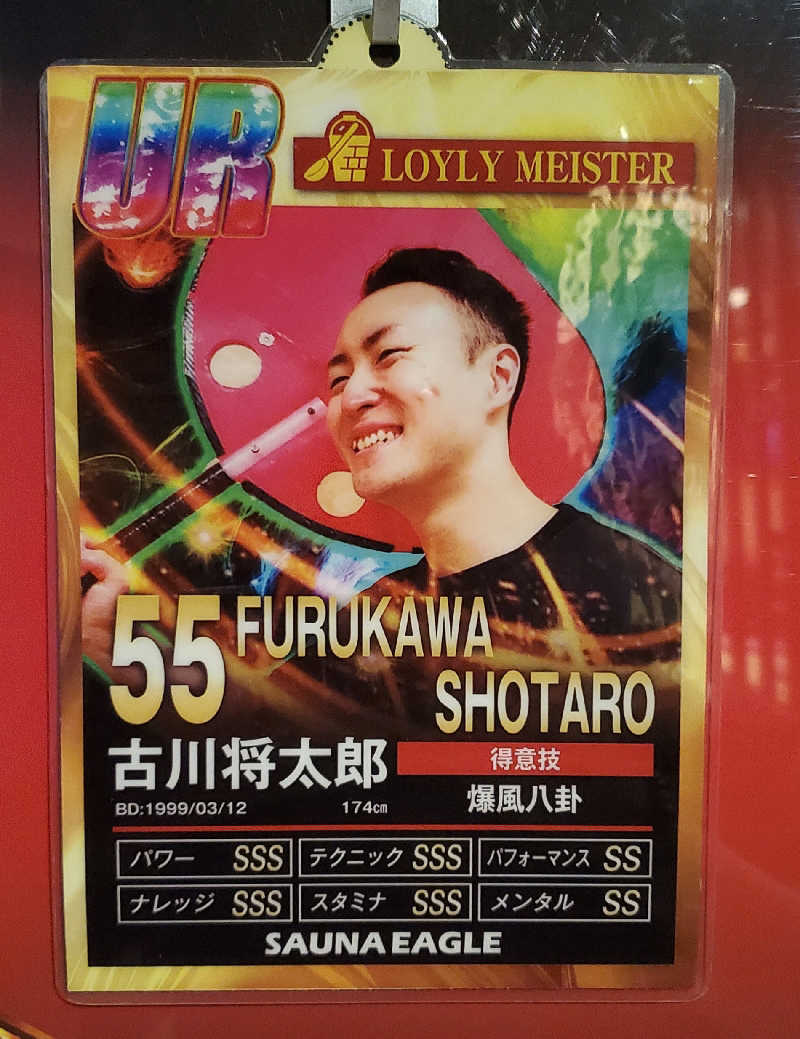 UR
LOYLY MEISTER
55 FURUKAWA
SHOTARO
古川将太郎
得意技
BD:1999/03/12 174㎝
爆風八卦
パワー SSS テクニック SSS パフォーマンス SS
ナレッジ SSS スタミナ SSS メンタル SS
SAUNA EAGLE